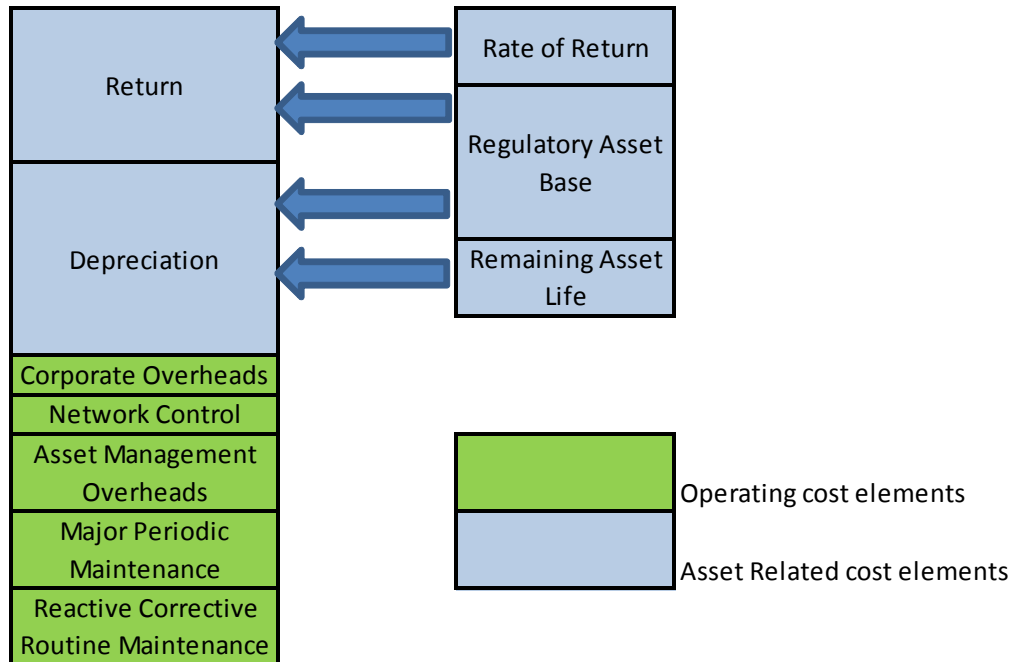 Return
Depreciation
Corporate Overheads
Network Control
Asset Management
Overheads
Major Periodic
Maintenance
Reactive Corrective
Routine Maintenance
Rate of Return
Regulatory Asset
Base
Remaining Asset
Life
Operating cost elements
Asset Related cost elements